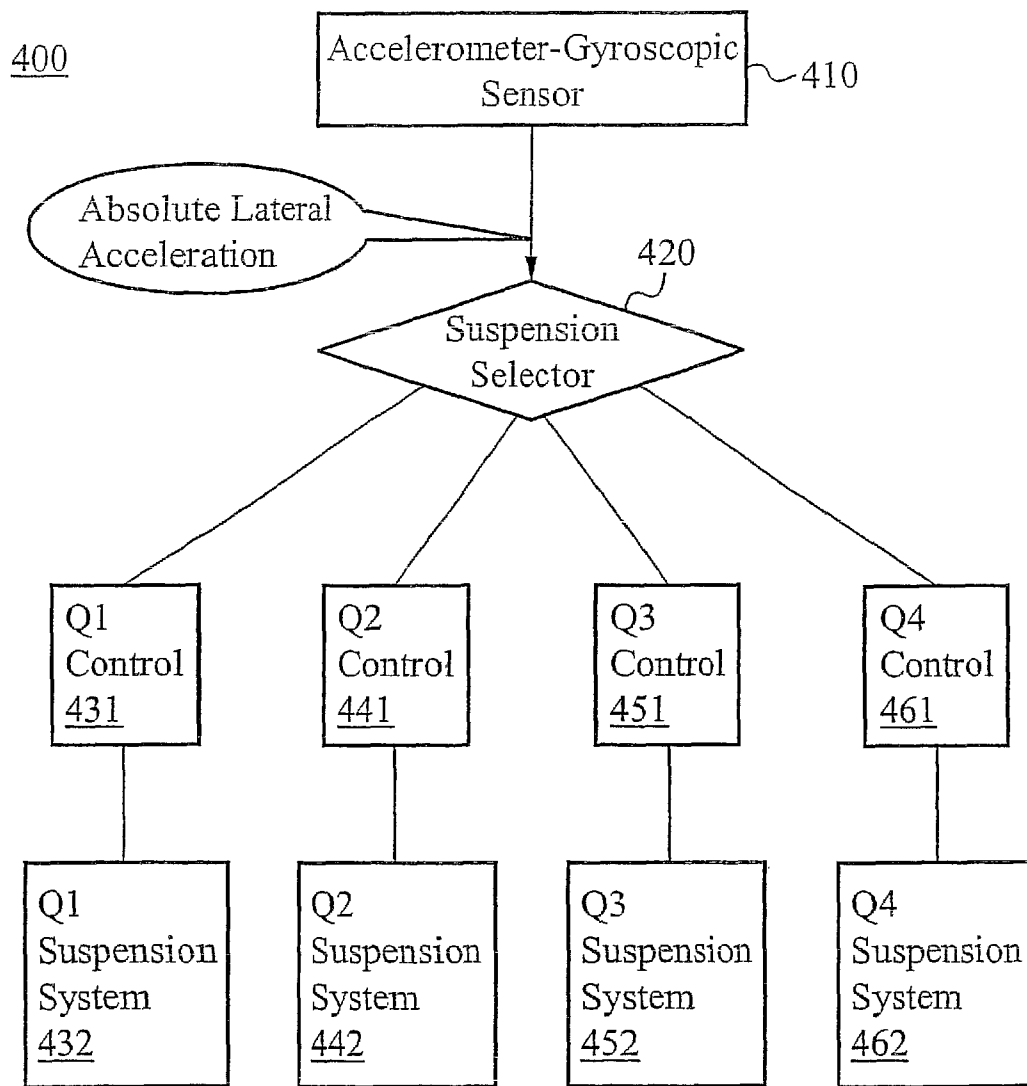 400
Accelerometer-Gyroscopic
Sensor
410
Absolute Lateral
Acceleration
420
Suspension
Selector
Q1
Control
431
Q2
Control
441
Q3
Control
451
Q4
Control
461
Q1
Suspension
System
432
Q2
Suspension
System
442
Q3
Suspension
System
452
Q4
Suspension
System
462